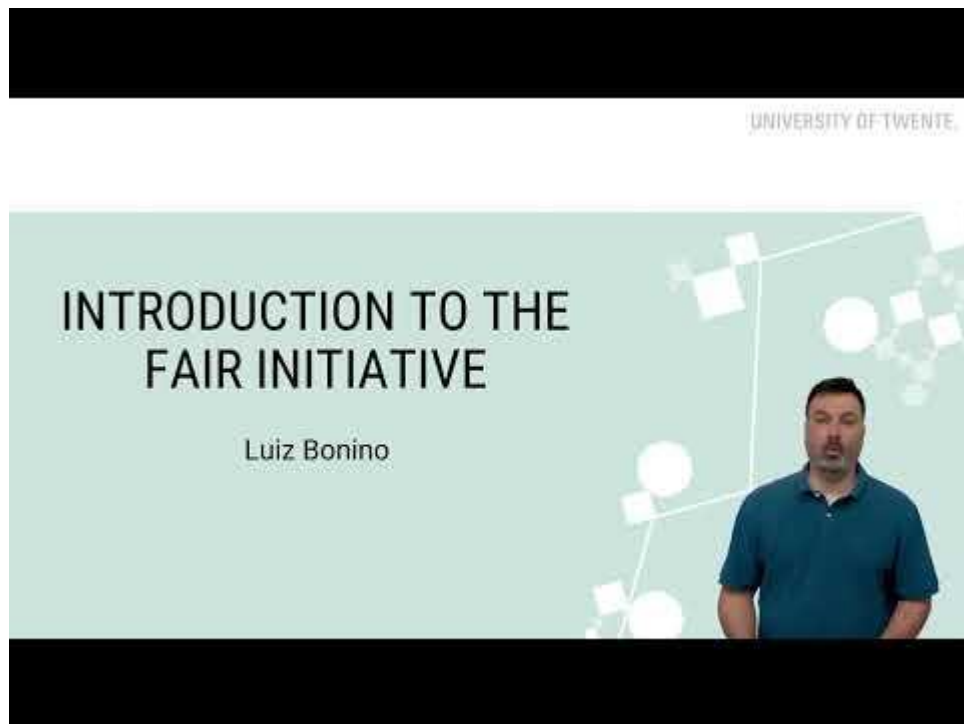 UNIVERSITY OF TWENTE.
INTRODUCTION TO THE
FAIR INITIATIVE
Luiz Bonino